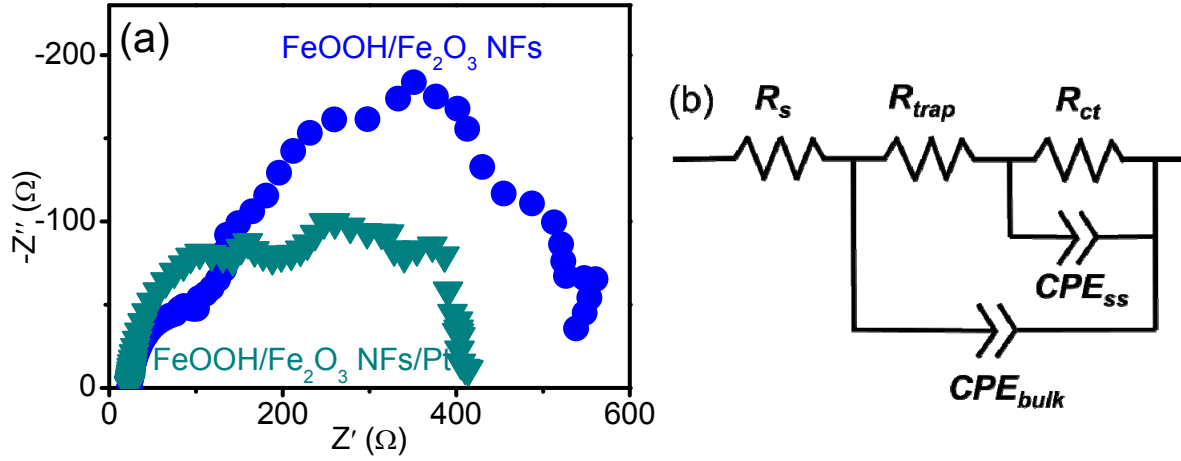 (a)
FeOOH/Fe₂O₃ NFs
FeOOH/Fe₂O₃ NFs/Pt
-200
-100
0
-Z″ (Ω)
0 200 400 600
Z′ (Ω)
(b)
Rs
Rtrap
Rct
CPEss
CPEbulk